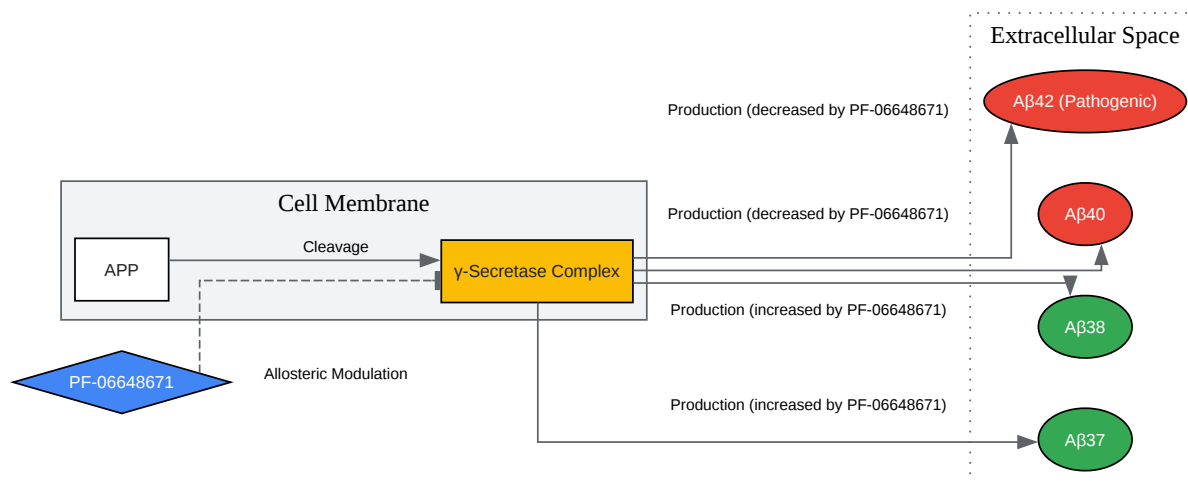 Extracellular Space
Aβ42 (Pathogenic)
Production (decreased by PF-06648671)
Cell Membrane
Production (decreased by PF-06648671)
Aβ40
Cleavage
APP
γ-Secretase Complex
Production (increased by PF-06648671)
Aβ38
PF-06648671
Allosteric Modulation
Production (increased by PF-06648671)
Aβ37